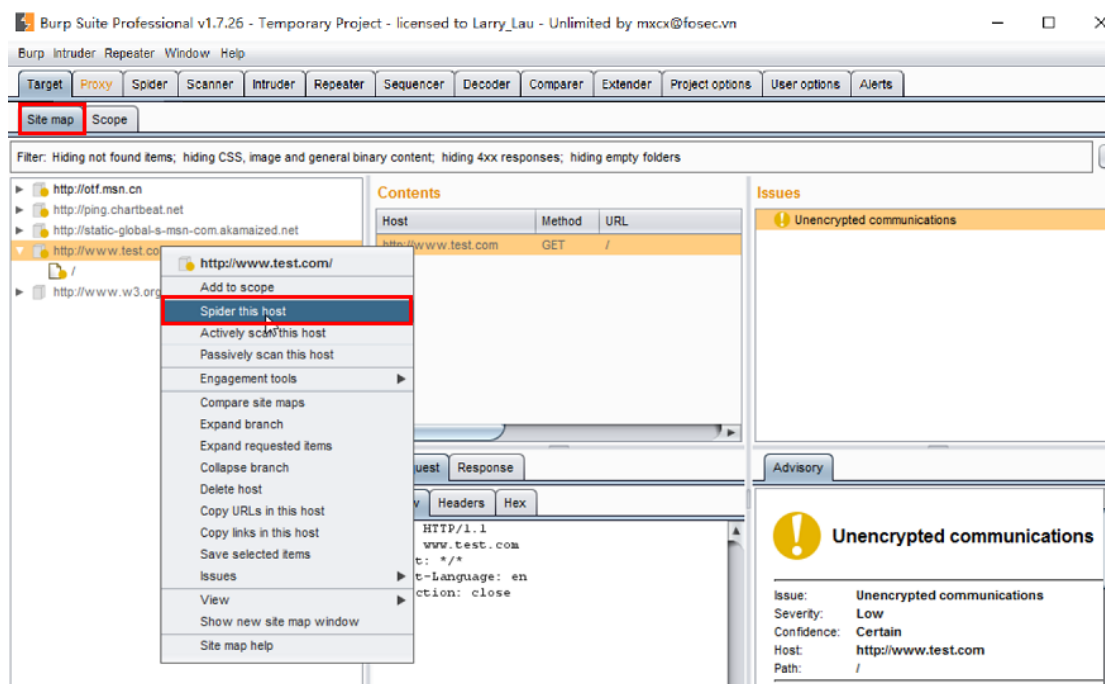 Burp Suite Professional v1.7.26 - Temporary Project - licensed to Larry_Lau - Unlimited by mxcx@fosec.vn
Burp Intruder Repeater Window Help
Target Proxy Spider Scanner Intruder Repeater Sequencer Decoder Comparer Extender Project options User options Alerts
Site map Scope
Filter: Hiding not found items; hiding CSS, image and general binary content; hiding 4xx responses; hiding empty folders
http://otf.msn.cn
http://ping.chartbeat.net
http://static-global-s-msn-com.akamaized.net
http://www.test.co
/
http://www.w3.org
http://www.test.com/
Add to scope
Spider this host
Actively scan this host
Passively scan this host
Engagement tools
Compare site maps
Expand branch
Expand requested items
Collapse branch
Delete host
Copy URLs in this host
Copy links in this host
Save selected items
Issues
View
Show new site map window
Site map help
Contents
Host Method URL
http://www.test.com GET /
uest Response
v Headers Hex
HTTP/1.1
www.test.com
t: */*
t-Language: en
ction: close
Issues
Unencrypted communications
Advisory
Unencrypted communications
Issue: Unencrypted communications
Severity: Low
Confidence: Certain
Host: http://www.test.com
Path: /